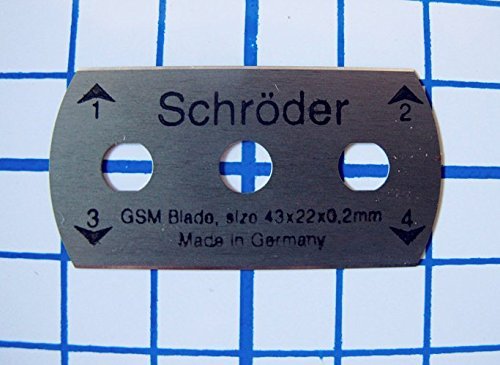 1 Schröder 2
3 GSM Blade, size 43x22x0,2mm 4
Made in Germany